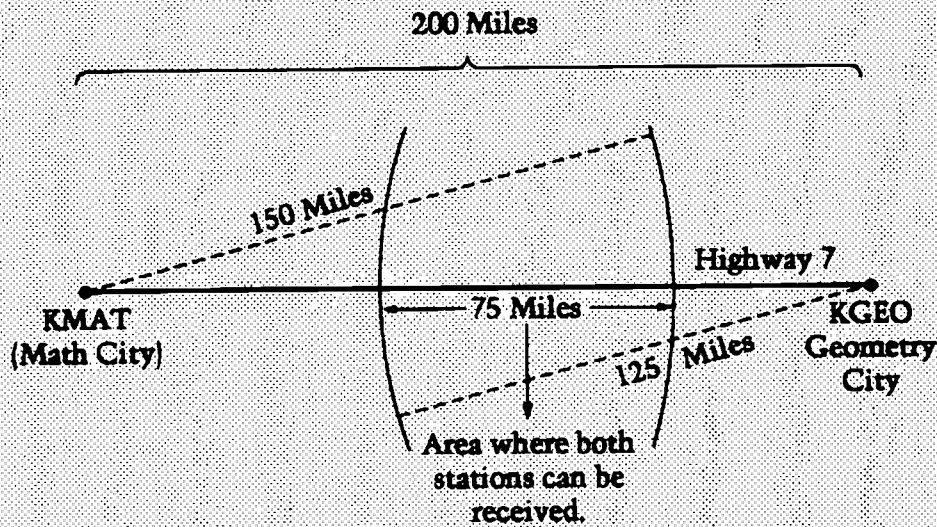 200 Miles
150 Miles
Highway 7
75 Miles
KMAT
(Math City)
KGEO
Geometry
City
125 Miles
Area where both
stations can be
received.